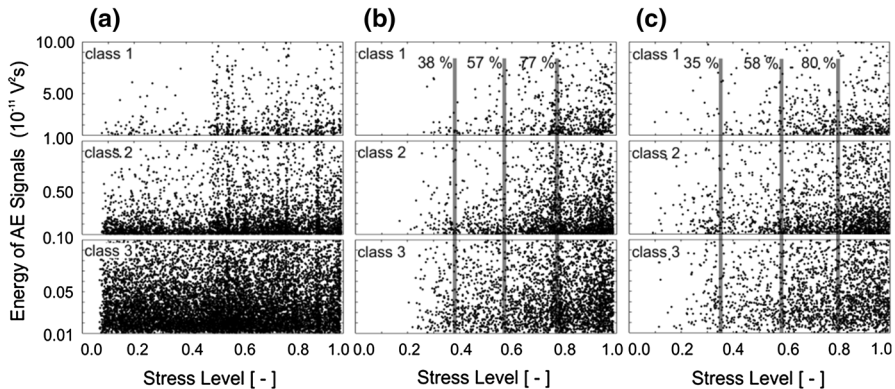 (a) (b) (c)
Energy of AE Signals (10⁻¹¹ V²s)
10.00
5.00
1.00
0.50
0.10
0.05
0.01
class 1
class 2
class 3
class 1
38 % 57 % 77 %
class 2
class 3
class 1
35 % 58 % 80 %
class 2
class 3
0.0 0.2 0.4 0.6 0.8 1.0
0.0 0.2 0.4 0.6 0.8 1.0
0.0 0.2 0.4 0.6 0.8 1.0
Stress Level [ - ]
Stress Level [ - ]
Stress Level [ - ]